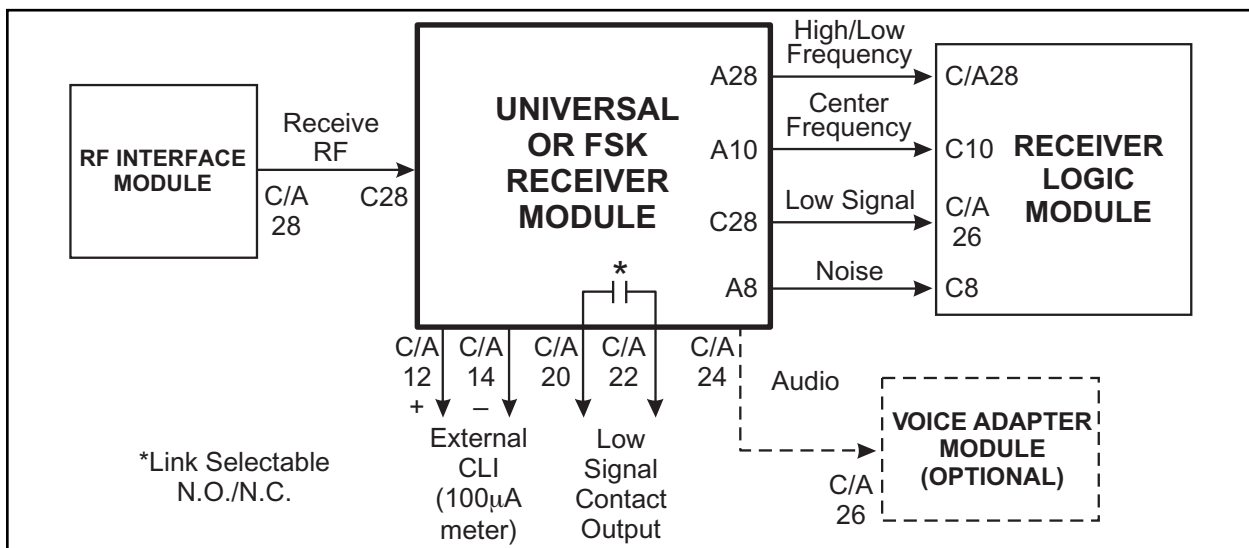 RF INTERFACE
MODULE
Receive
RF
C/A
28
C28
UNIVERSAL
OR FSK
RECEIVER
MODULE
*
A28
A10
C28
A8
High/Low
Frequency
Center
Frequency
Low Signal
Noise
C/A28
C10
C/A
26
C8
RECEIVER
LOGIC
MODULE
C/A
12
+
C/A
14
–
C/A
20
C/A
22
C/A
24
External
CLI
(100µA
meter)
Low
Signal
Contact
Output
Audio
VOICE ADAPTER
MODULE
(OPTIONAL)
C/A
26
*Link Selectable
N.O./N.C.